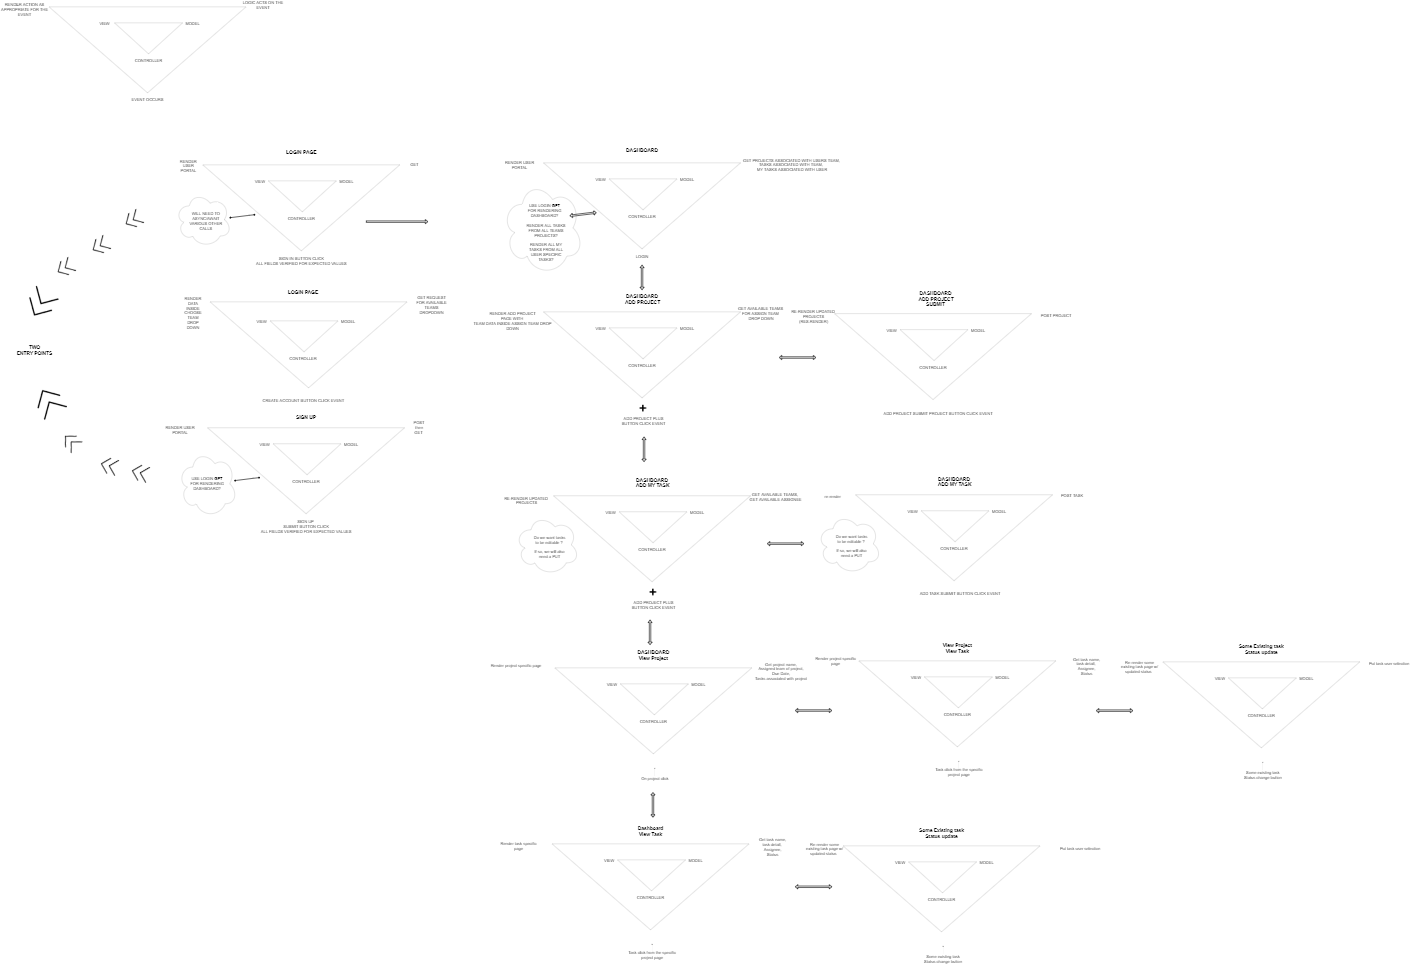 RENDER ACTION AS
APPROPRIATE FOR THE
EVENT
LOGIC ACTS ON THE
EVENT
VIEW
MODEL
CONTROLLER
EVENT OCCURS
LOGIN PAGE
RENDER
USER
PORTAL
GET
VIEW
MODEL
CONTROLLER
WILL NEED TO
ASYNC/AWAIT
VARIOUS OTHER
CALLS
SIGN IN BUTTON CLICK
ALL FIELDS VERIFIED FOR EXPECTED VALUES
DASHBOARD
RENDER USER
PORTAL
GET PROJECTS ASSOCIATED WITH USERS TEAM,
TASKS ASSOCIATED WITH TEAM,
MY TASKS ASSOCIATED WITH USER
VIEW
MODEL
CONTROLLER
USE LOGIN GET
FOR RENDERING
DASHBOARD?
RENDER ALL TASKS
FROM ALL TEAMS
PROJECTS?
RENDER ALL MY
TASKS FROM ALL
USER SPECIFIC
TASKS?
LOGIN
TWO
ENTRY POINTS
LOGIN PAGE
RENDER
DATA
INSIDE
CHOOSE
TEAM
DROP
DOWN
GET REQUEST
FOR AVAILABLE
TEAMS
DROPDOWN
VIEW
MODEL
CONTROLLER
CREATE ACCOUNT BUTTON CLICK EVENT
DASHBOARD
ADD PROJECT
RENDER ADD PROJECT
PAGE WITH
TEAM DATA INSIDE ASSIGN TEAM DROP
DOWN
GET AVAILABLE TEAMS
FOR ASSIGN TEAM
DROP DOWN
VIEW
MODEL
CONTROLLER
ADD PROJECT PLUS
BUTTON CLICK EVENT
DASHBOARD
ADD PROJECT
SUBMIT
RE RENDER UPDATED
PROJECTS
POST PROJECT
VIEW
MODEL
CONTROLLER
ADD PROJECT SUBMIT PROJECT BUTTON CLICK EVENT
SIGN UP
RENDER USER
PORTAL
POST
then
GET
VIEW
MODEL
CONTROLLER
USE LOGIN GET
FOR RENDERING
DASHBOARD?
SIGN UP
SUBMIT BUTTON CLICK
ALL FIELDS VERIFIED FOR EXPECTED VALUES
DASHBOARD
ADD MY TASK
RE RENDER UPDATED
PROJECTS
GET AVAILABLE TEAMS,
GET AVAILABLE ASSIGNEE
VIEW
MODEL
CONTROLLER
Do we want tasks
to be editable ?
If so, we will also
need a PUT
ADD PROJECT PLUS
BUTTON CLICK EVENT
DASHBOARD
ADD MY TASK
re render
POST TASK
VIEW
MODEL
CONTROLLER
Do we want tasks
to be editable ?
If so, we will also
need a PUT
ADD TASK SUBMIT BUTTON CLICK EVENT
DASHBOARD
View Project
Render project specific page
Get project name,
Assigned team of project,
Due Date,
Tasks associated with project
VIEW
MODEL
CONTROLLER
On project click
View Project
View Task
Render project specific
page
Get task name,
task detail,
Assignee,
Status
VIEW
MODEL
CONTROLLER
Task click from the specific
project page
Some Existing task
Status update
Re render same
existing task page w/
updated status
Put task user selection
VIEW
MODEL
CONTROLLER
Some existing task
Status change button
Dashboard
View Task
Render task specific
page
Get task name,
task detail,
Assignee,
Status
VIEW
MODEL
CONTROLLER
Task click from the specific
project page
Some Existing task
Status update
Re render same
existing task page w/
updated status
Put task user selection
VIEW
MODEL
CONTROLLER
Some existing task
Status change button